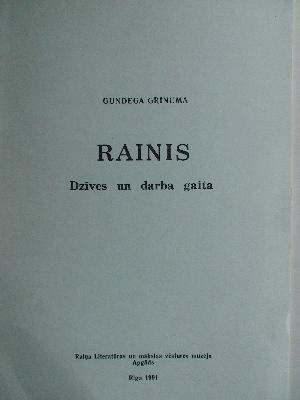 GUNDEGA GRĪNUMA
RAINIS
Dzīves un darba gaita
Raiņa Literatūras un mākslas vēstures muzeja
Apgāds
Rīga 1991